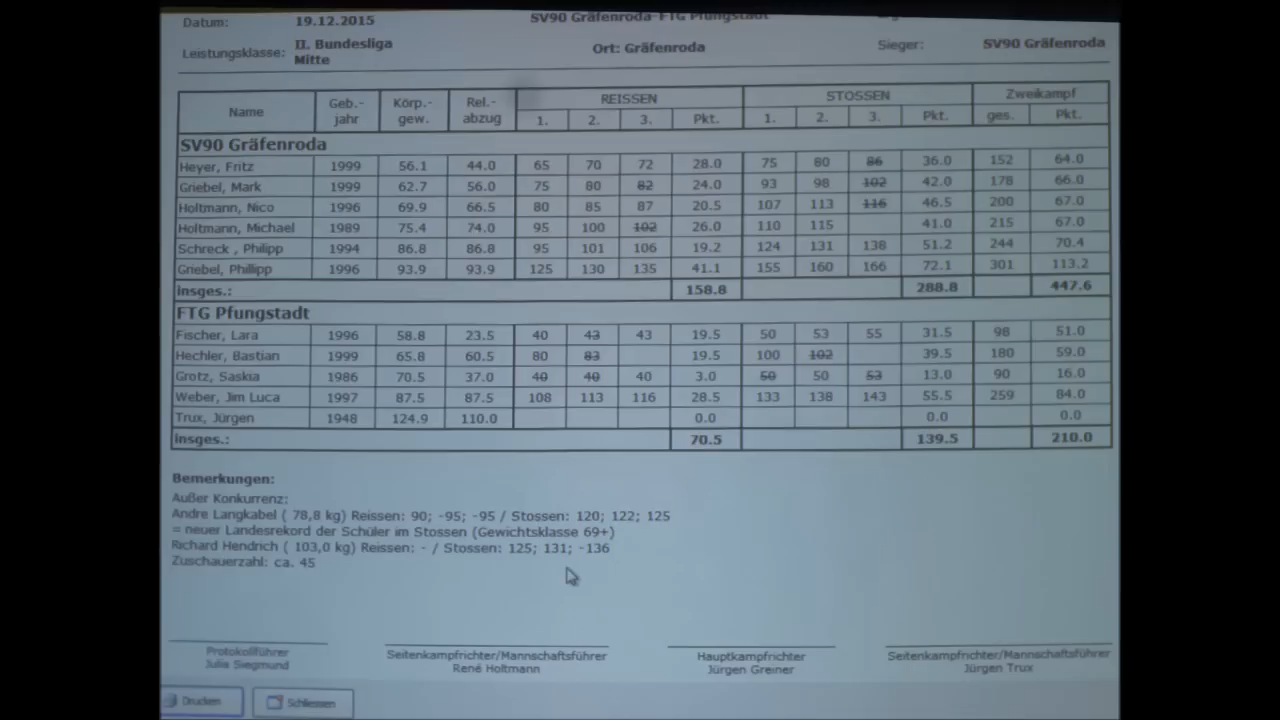 Datum: 19.12.2015 SV90 Gräfenroda-FTG Pfungstadt
Leistungsklasse: II. Bundesliga Mitte Ort: Gräfenroda Sieger: SV90 Gräfenroda
Name Geb.-jahr Körp.-gew. Rel.-abzug REISSEN STOSSEN Zweikampf
1. 2. 3. Pkt. 1. 2. 3. Pkt. ges. Pkt.
SV90 Gräfenroda
Heyer, Fritz 1999 56.1 44.0 65 70 72 28.0 75 80 86 36.0 152 64.0
Griebel, Mark 1999 62.7 56.0 75 80 82 24.0 93 98 102 42.0 178 66.0
Holtmann, Nico 1996 69.9 66.5 80 85 87 20.5 107 113 116 46.5 200 67.0
Holtmann, Michael 1989 75.4 74.0 95 100 102 26.0 110 115 41.0 215 67.0
Schreck , Philipp 1994 86.8 86.8 95 101 106 19.2 124 131 138 51.2 244 70.4
Griebel, Phillipp 1996 93.9 93.9 125 130 135 41.1 155 160 166 72.1 301 113.2
insges.: 158.8 288.8 447.6
FTG Pfungstadt
Fischer, Lara 1996 58.8 23.5 40 43 43 19.5 50 53 55 31.5 98 51.0
Hechler, Bastian 1999 65.8 60.5 80 83 19.5 100 102 39.5 180 59.0
Grotz, Saskia 1986 70.5 37.0 40 40 40 3.0 50 50 53 13.0 90 16.0
Weber, Jim Luca 1997 87.5 87.5 108 113 116 28.5 133 138 143 55.5 259 84.0
Trux, Jürgen 1948 124.9 110.0 0.0 0.0 0.0
insges.: 70.5 139.5 210.0
Bemerkungen:
Außer Konkurrenz:
Andre Langkabel ( 78,8 kg) Reissen: 90; -95; -95 / Stossen: 120; 122; 125
= neuer Landesrekord der Schüler im Stossen (Gewichtsklasse 69+)
Richard Hendrich ( 103,0 kg) Reissen: - / Stossen: 125; 131; -136
Zuschauerzahl: ca. 45
Protokollführer Seitenkampfrichter/Mannschaftsführer Hauptkampfrichter Seitenkampfrichter/Mannschaftsführer
Julia Siegmund René Holtmann Jürgen Greiner Jürgen Trux
Drucken Schliessen